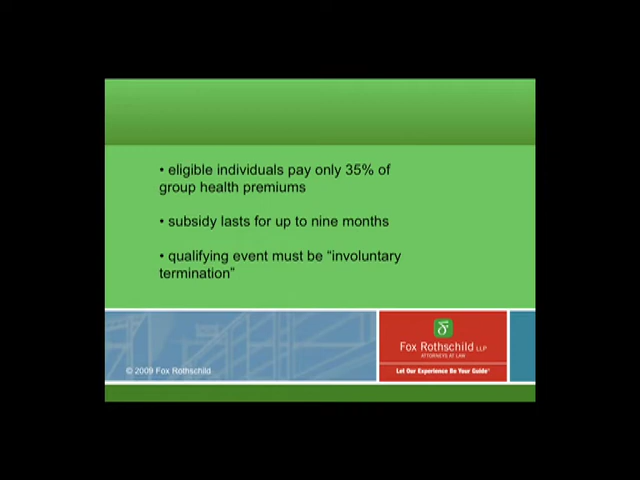 • eligible individuals pay only 35% of
group health premiums
• subsidy lasts for up to nine months
• qualifying event must be “involuntary
termination”
Fox Rothschild LLP
ATTORNEYS AT LAW
Let Our Experience Be Your Guide
© 2009 Fox Rothschild